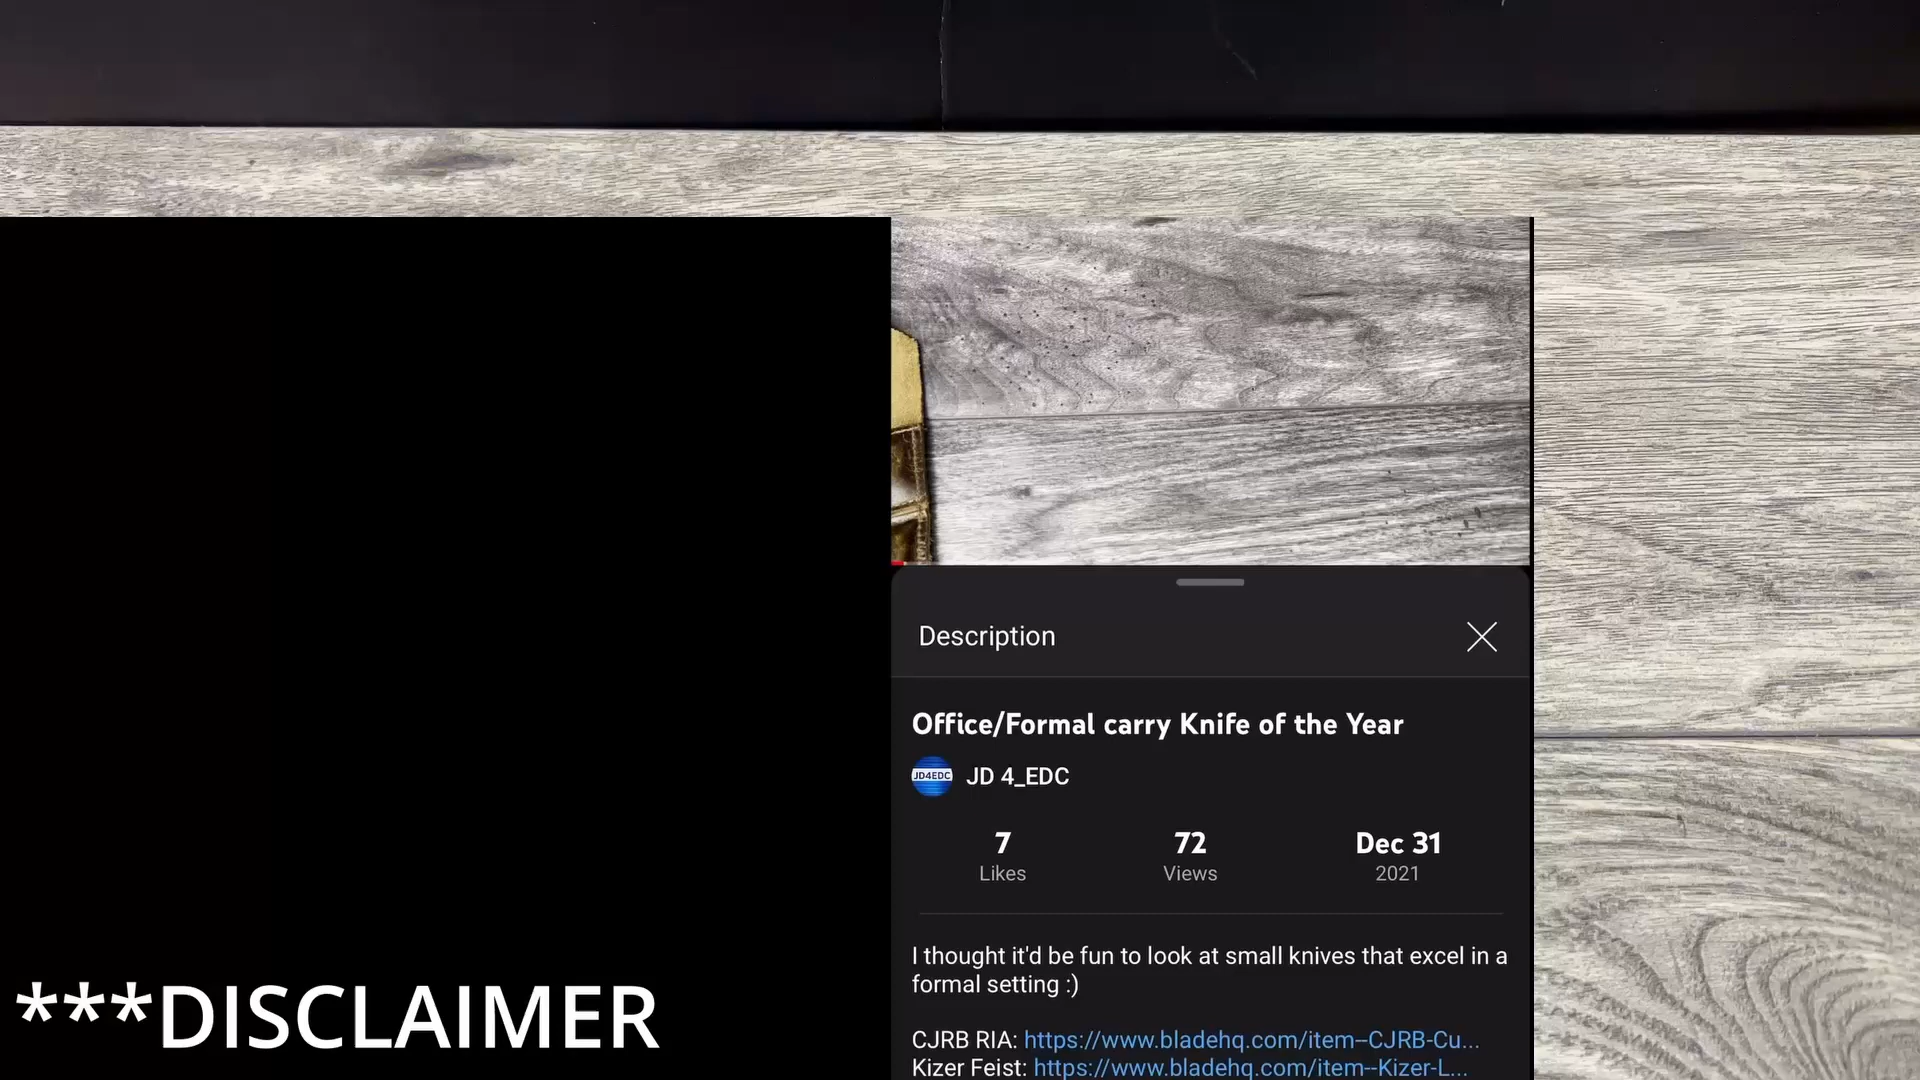 Description
Office/Formal carry Knife of the Year
JD4EDC
JD 4_EDC
7
Likes
72
Views
Dec 31
2021
I thought it'd be fun to look at small knives that excel in a
formal setting :)
CJRB RIA: https://www.bladehq.com/item--CJRB-Cu...
Kizer Feist: https://www.bladehq.com/item--Kizer-L...
***DISCLAIMER